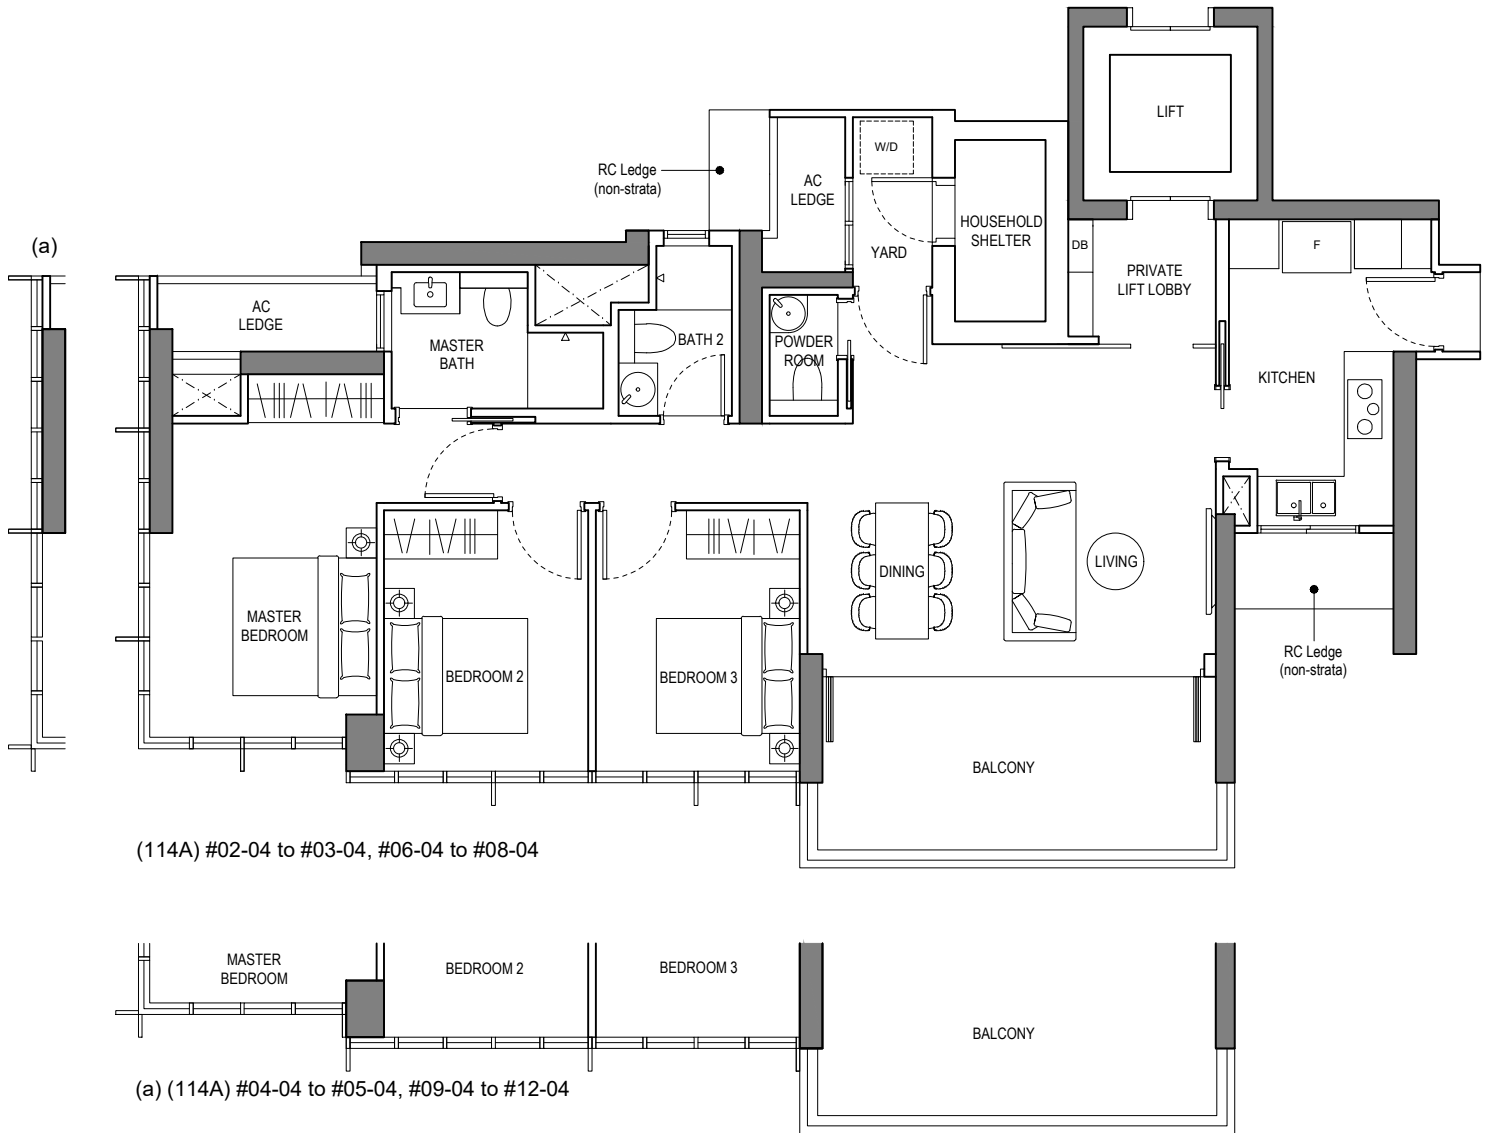 LIFT
RC Ledge
(non-strata)
W/D
AC
LEDGE
HOUSEHOLD
SHELTER
YARD
DB
F
PRIVATE
LIFT LOBBY
(a)
AC
LEDGE
MASTER
BATH
BATH 2
POWDER
ROOM
KITCHEN
DINING
LIVING
MASTER
BEDROOM
BEDROOM 2
BEDROOM 3
RC Ledge
(non-strata)
BALCONY
(114A) #02-04 to #03-04, #06-04 to #08-04
MASTER
BEDROOM
BEDROOM 2
BEDROOM 3
BALCONY
(a) (114A) #04-04 to #05-04, #09-04 to #12-04